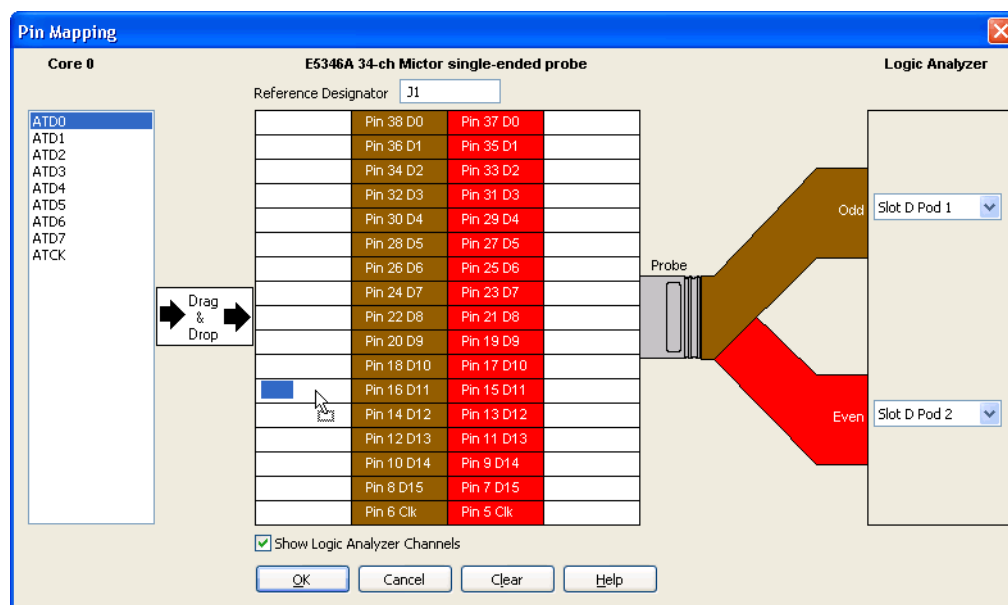 Pin Mapping
Core 0
E5346A 34-ch Mictor single-ended probe
Logic Analyzer
Reference Designator J1
ATD0
ATD1
ATD2
ATD3
ATD4
ATD5
ATD6
ATD7
ATCK
Drag
&
Drop
Pin 38 D0 Pin 37 D0
Pin 36 D1 Pin 35 D1
Pin 34 D2 Pin 33 D2
Pin 32 D3 Pin 31 D3
Pin 30 D4 Pin 29 D4
Pin 28 D5 Pin 27 D5
Pin 26 D6 Pin 25 D6
Pin 24 D7 Pin 23 D7
Pin 22 D8 Pin 21 D8
Pin 20 D9 Pin 19 D9
Pin 18 D10 Pin 17 D10
Pin 16 D11 Pin 15 D11
Pin 14 D12 Pin 13 D12
Pin 12 D13 Pin 11 D13
Pin 10 D14 Pin 9 D14
Pin 8 D15 Pin 7 D15
Pin 6 Clk Pin 5 Clk
Probe
Odd
Slot D Pod 1
Even
Slot D Pod 2
Show Logic Analyzer Channels
OK Cancel Clear Help